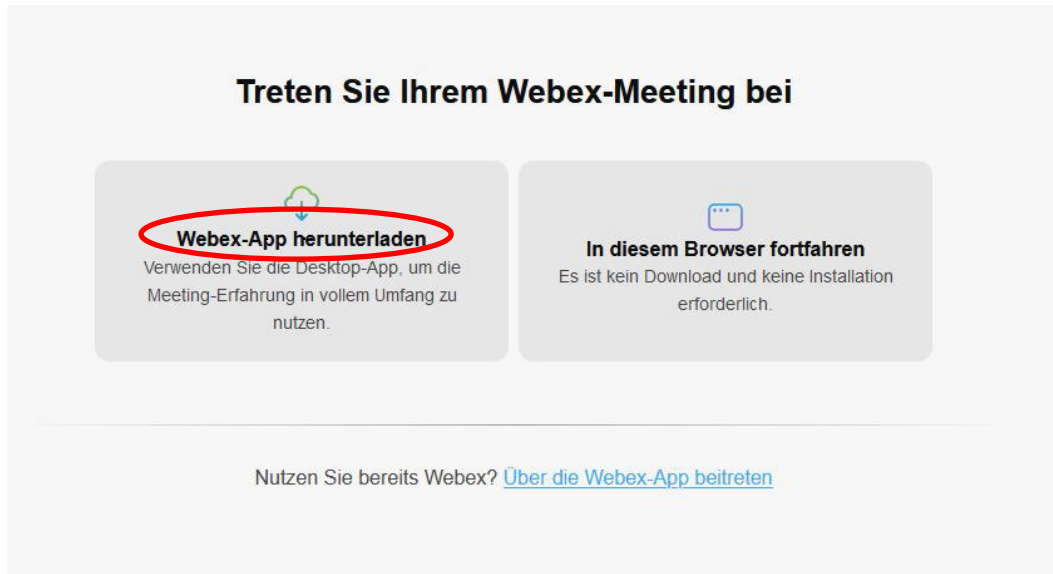 Treten Sie Ihrem Webex-Meeting bei
Webex-App herunterladen
Verwenden Sie die Desktop-App, um die
Meeting-Erfahrung in vollem Umfang zu
nutzen.
In diesem Browser fortfahren
Es ist kein Download und keine Installation
erforderlich.
Nutzen Sie bereits Webex? Über die Webex-App beitreten